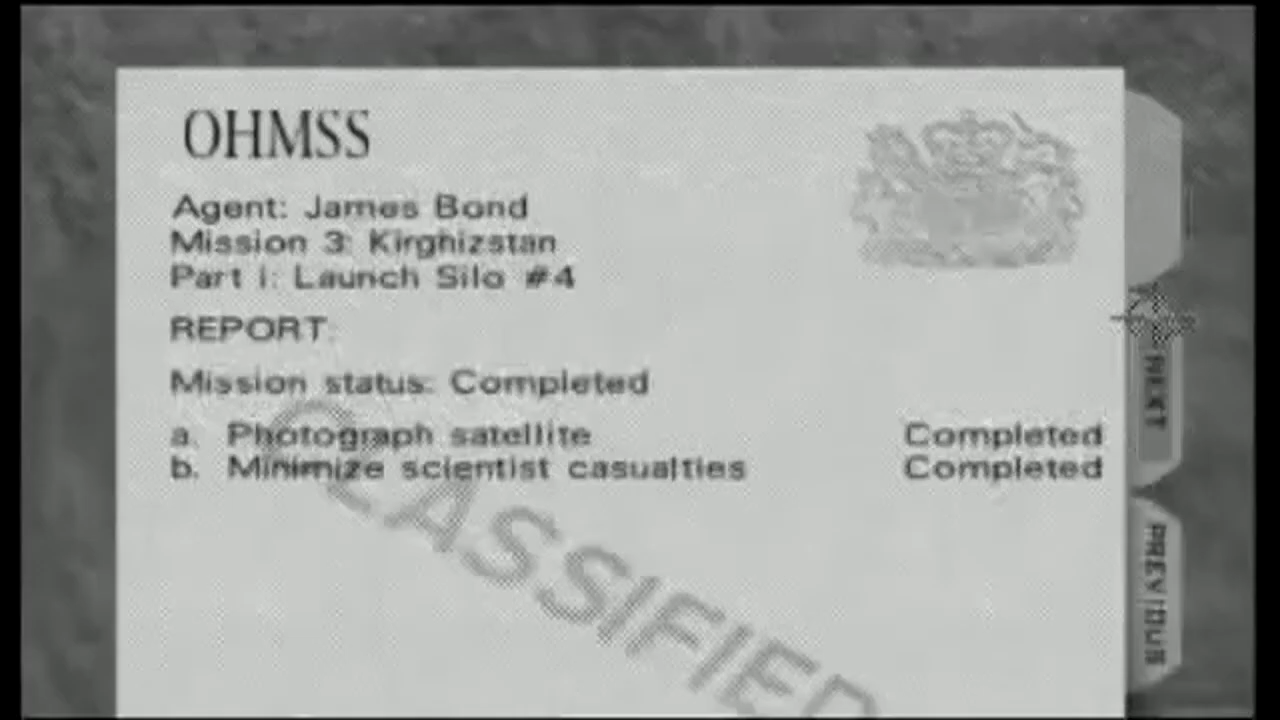 OHMSS
Agent: James Bond
Mission 3: Kirghizstan
Part i: Launch Silo #4
REPORT:
Mission status: Completed
a. Photograph satellite Completed
b. Minimize scientist casualties Completed
CLASSIFIED
NEXT
PREVIOUS